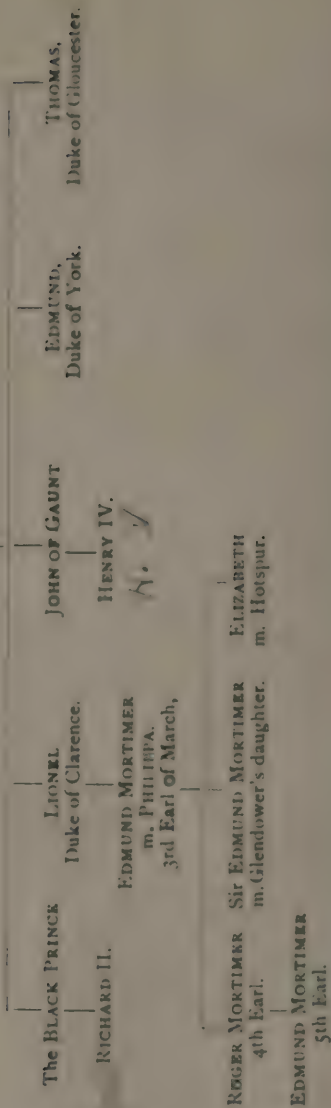 The BLACK PRINCE
RICHARD II.
LIONEL
Duke of Clarence.
EDMUND MORTIMER
m. PHILIPPA.
3rd Earl of March,
ROGER MORTIMER
4th Earl.
EDMUND MORTIMER
5th Earl.
Sir EDMUND MORTIMER
m. Glendower's daughter.
ELIZABETH
m. Hotspur.
JOHN OF GAUNT
HENRY IV.
H. V
EDMUND,
Duke of York.
THOMAS,
Duke of Gloucester.